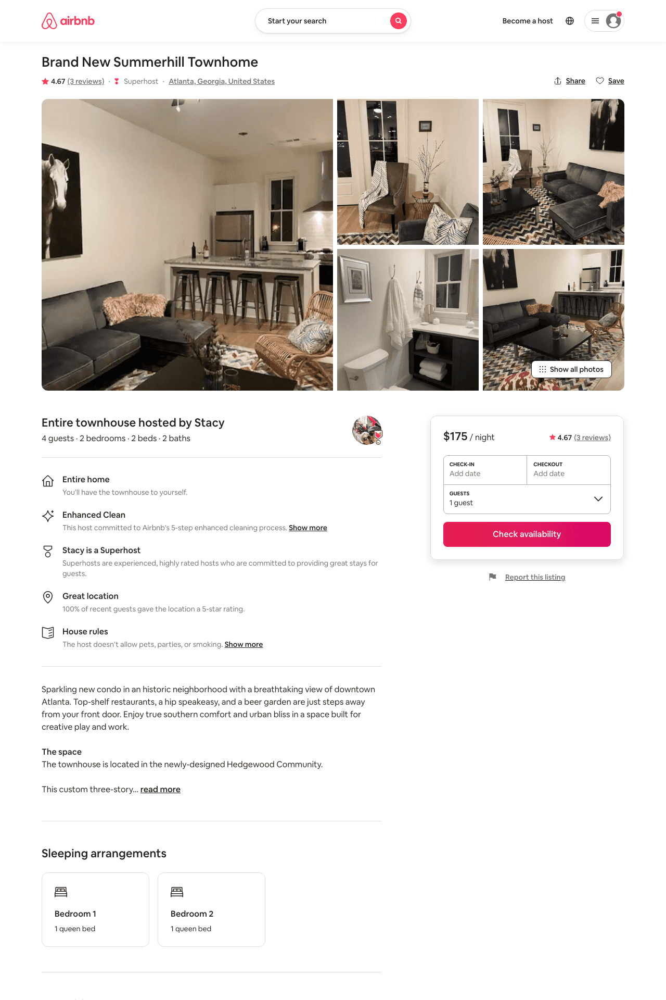 airbnb
Start your search
Become a host
Brand New Summerhill Townhome
4.67 (3 reviews) · Superhost · Atlanta, Georgia, United States
Share
Save
Show all photos
Entire townhouse hosted by Stacy
4 guests · 2 bedrooms · 2 beds · 2 baths
Entire home
You’ll have the townhouse to yourself.
Enhanced Clean
This host committed to Airbnb's 5-step enhanced cleaning process. Show more
Stacy is a Superhost
Superhosts are experienced, highly rated hosts who are committed to providing great stays for
guests.
Great location
100% of recent guests gave the location a 5-star rating.
House rules
The host doesn’t allow pets, parties, or smoking. Show more
$175 / night
4.67 (3 reviews)
CHECK-IN
Add date
CHECKOUT
Add date
GUESTS
1 guest
Check availability
Report this listing
Sparkling new condo in an historic neighborhood with a breathtaking view of downtown
Atlanta. Top-shelf restaurants, a hip speakeasy, and a beer garden are just steps away
from your front door. Enjoy true southern comfort and urban bliss in a space built for
creative play and work.
The space
The townhouse is located in the newly-designed Hedgewood Community.
This custom three-story... read more
Sleeping arrangements
Bedroom 1
1 queen bed
Bedroom 2
1 queen bed